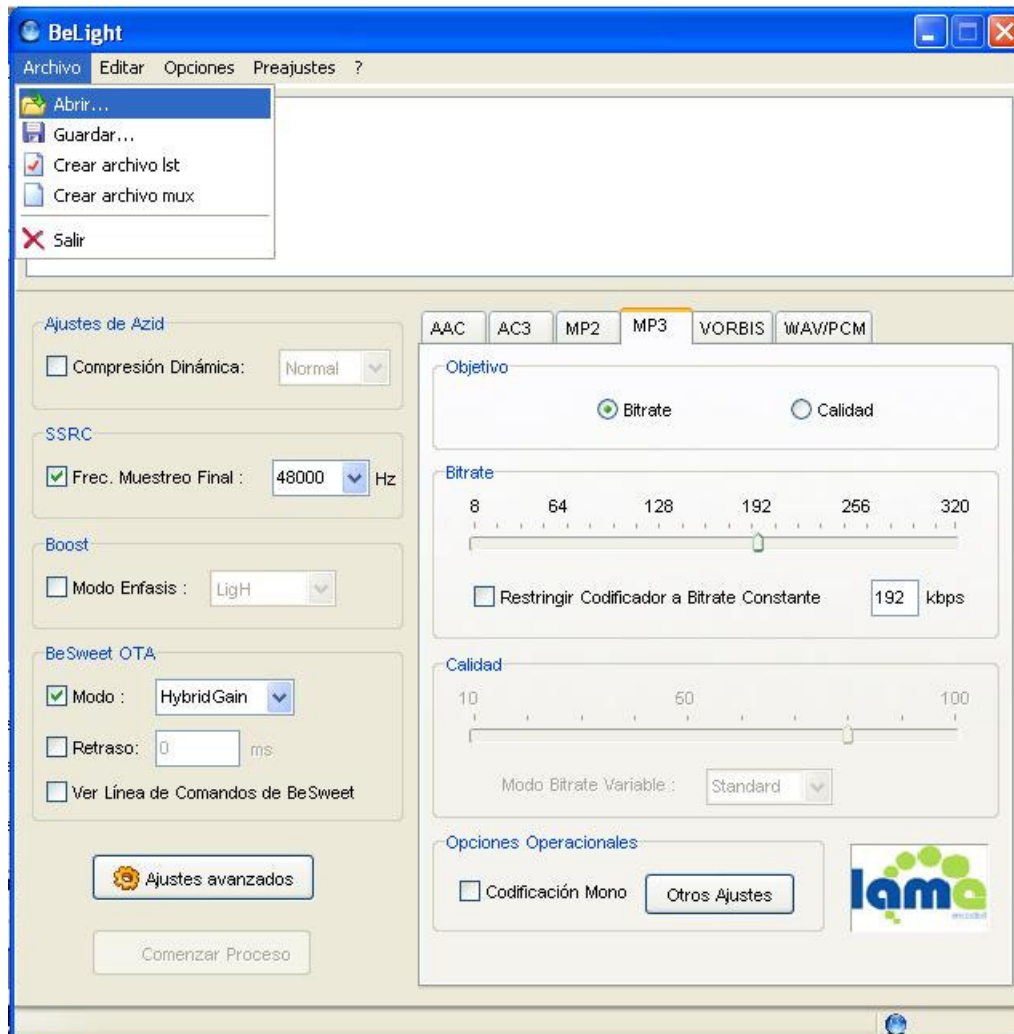 BeLight
Archivo Editar Opciones Preajustes ?
Abrir...
Guardar...
Crear archivo lst
Crear archivo mux
Salir
Ajustes de Azid
Compresión Dinámica: Normal
SSRC
Frec. Muestreo Final : 48000 Hz
Boost
Modo Enfasis : LigH
BeSweet OTA
Modo : HybridGain
Retraso: 0 ms
Ver Línea de Comandos de BeSweet
Ajustes avanzados
Comenzar Proceso
AAC AC3 MP2 MP3 VORBIS WAV/PCM
Objetivo
Bitrate Calidad
Bitrate
8 64 128 192 256 320
Restringir Codificador a Bitrate Constante 192 kbps
Calidad
10 50 100
Modo Bitrate Variable : Standard
Opciones Operacionales
Codificación Mono Otros Ajustes
lame